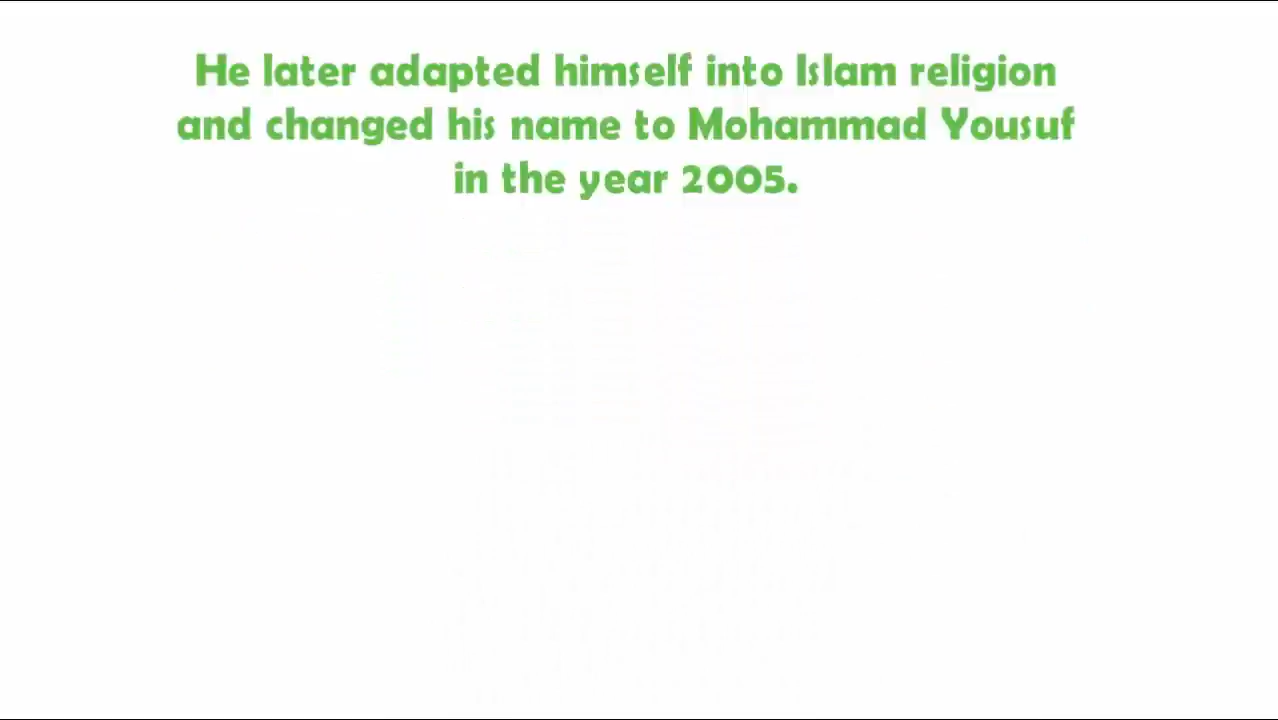 He later adapted himself into Islam religion
and changed his name to Mohammad Yousuf
in the year 2005.